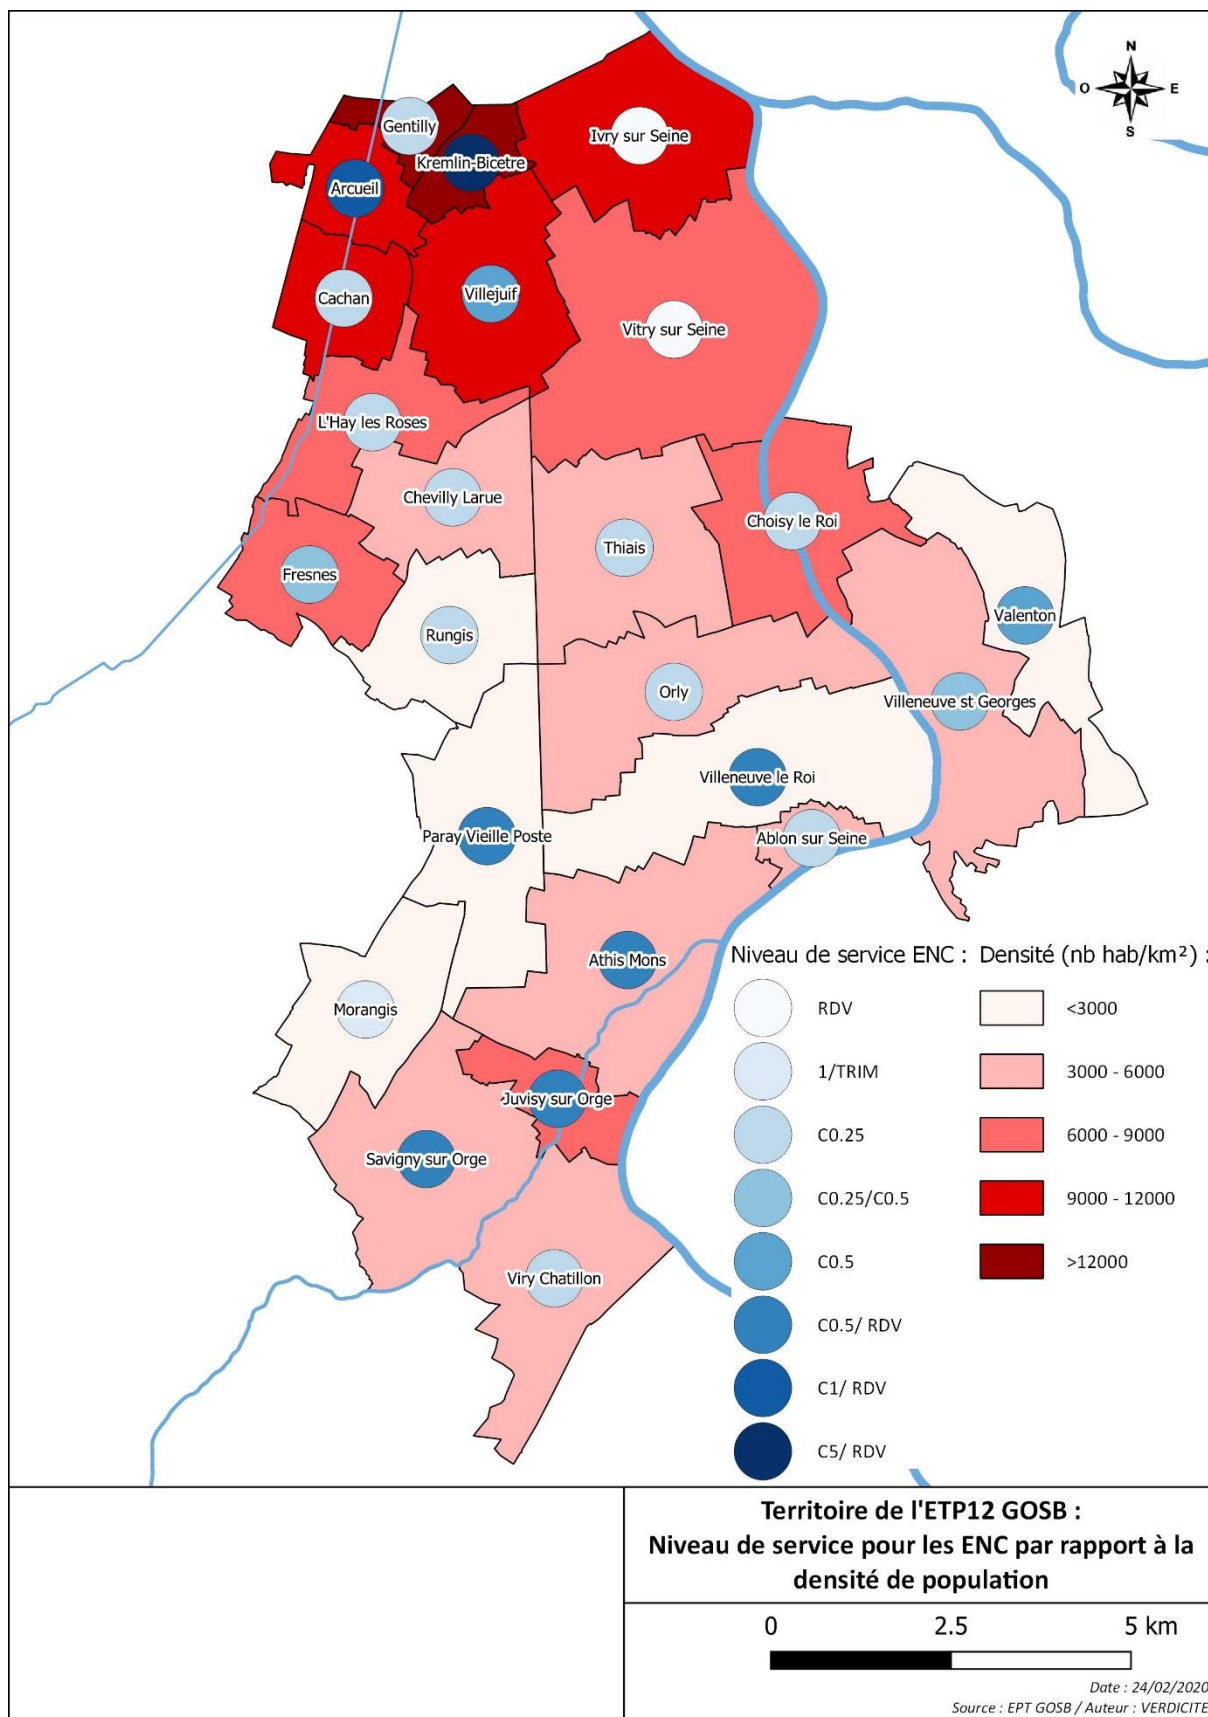 N
O
E
S
Gentilly
Ivry sur Seine
Kremlin-Bicetre
Arcueil
Cachan
Villejuif
Vitry sur Seine
L'Hay les Roses
Chevilly Larue
Choisy le Roi
Thiais
Fresnes
Valenton
Rungis
Orly
Villeneuve st Georges
Villeneuve le Roi
Paray Vieille Poste
Ablon sur Seine
Athis Mons
Morangis
Juvisy sur Orge
Savigny sur Orge
Viry Chatillon
Niveau de service ENC :
RDV
1/TRIM
C0.25
C0.25/C0.5
C0.5
C0.5/ RDV
C1/ RDV
C5/ RDV
Densité (nb hab/km²) :
<3000
3000 - 6000
6000 - 9000
9000 - 12000
>12000
Territoire de l'ETP12 GOSB :
Niveau de service pour les ENC par rapport à la
densité de population
0 2.5 5 km
Date : 24/02/2020
Source : EPT GOSB / Auteur : VERDICITE